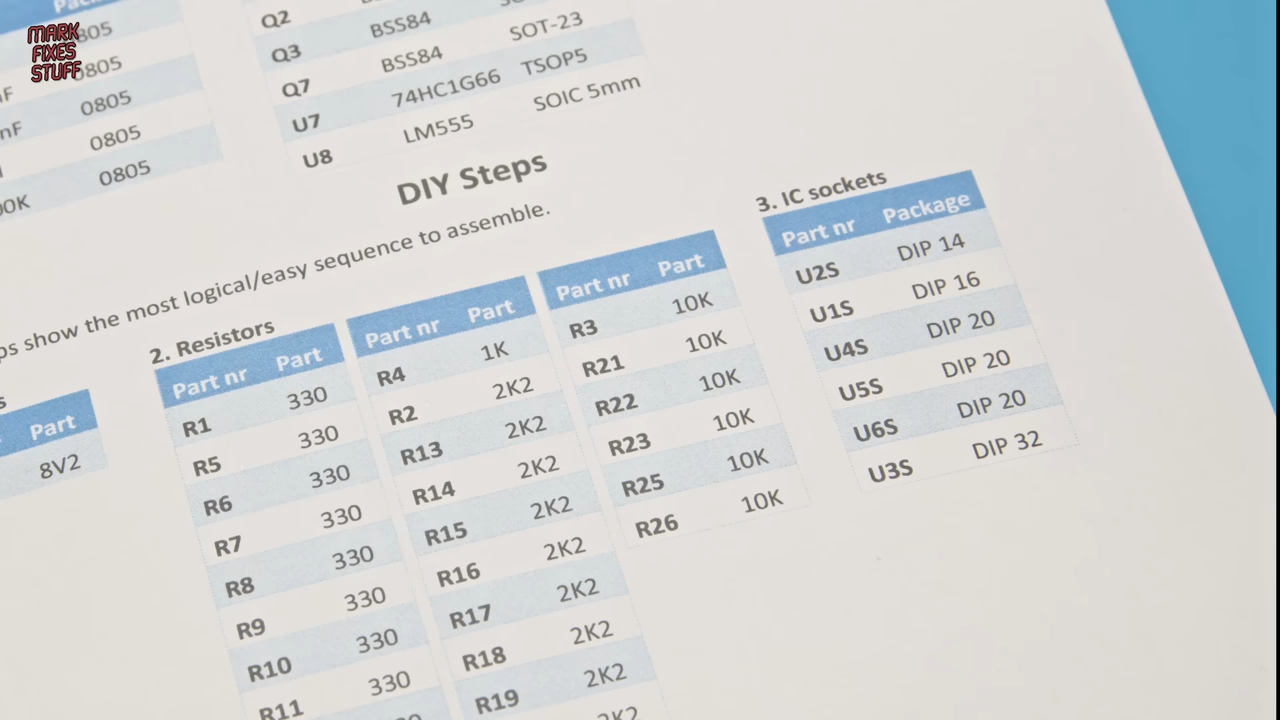 MARK
FIXES
STUFF
0805
0805
0805
0805
0805
Q2
Q3 BSS84
Q7 BSS84 SOT-23
U7 74HC1G66 TSOP5
U8 LM555 SOIC 5mm
DIY Steps
show the most logical/easy sequence to assemble.
Part
8V2
2. Resistors
Part nr Part
R1 330
R5 330
R6 330
R7 330
R8 330
R9 330
R10 330
R11 330
Part nr Part
R4 1K
R2 2K2
R13 2K2
R14 2K2
R15 2K2
R16 2K2
R17 2K2
R18 2K2
R19 2K2
2K2
Part nr Part
R3 10K
R21 10K
R22 10K
R23 10K
R25 10K
R26 10K
3. IC sockets
Part nr Package
U2S DIP 14
U1S DIP 16
U4S DIP 20
U5S DIP 20
U6S DIP 20
U3S DIP 32